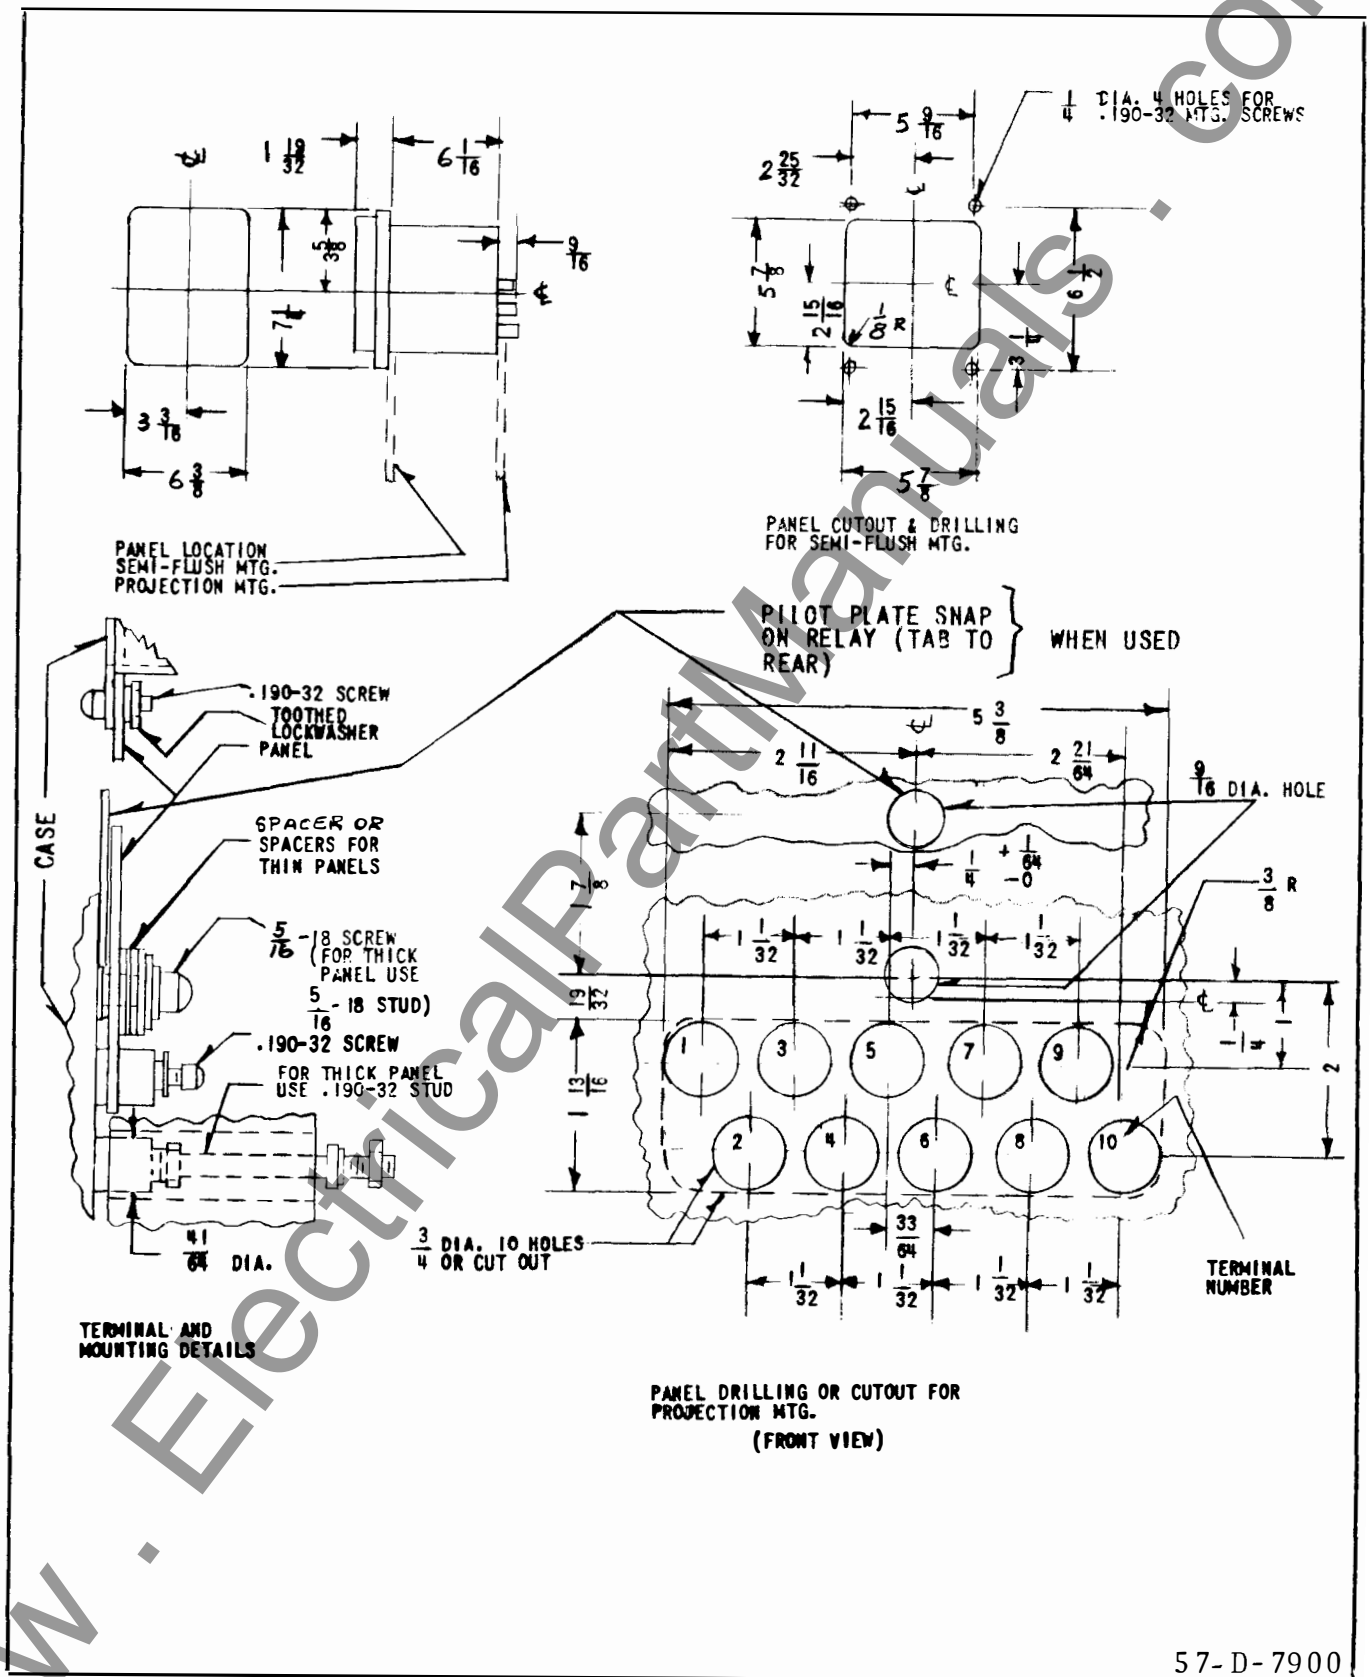 1 19/32
6 1/16
℄
3 5/8
9/16
7 1/4
℄
3 3/16
6 3/8
PANEL LOCATION
SEMI-FLUSH MTG.
PROJECTION MTG.
1/4 DIA. 4 HOLES FOR
.190-32 MTG. SCREWS
5 9/16
2 25/32
℄
5 7/8
2 15/16
1/8 R
℄
6 1/2
3 1/4
2 15/16
5 7/8
PANEL CUTOUT & DRILLING
FOR SEMI-FLUSH MTG.
PILOT PLATE SNAP
ON RELAY (TAB TO
REAR)
WHEN USED
CASE
.190-32 SCREW
TOOTHED
LOCKWASHER
PANEL
SPACER OR
SPACERS FOR
THIN PANELS
5/16-18 SCREW
(FOR THICK
PANEL USE
5/16-18 STUD)
.190-32 SCREW
FOR THICK PANEL
USE .190-32 STUD
41/64 DIA.
TERMINAL AND
MOUNTING DETAILS
5 3/8
℄
2 11/16
2 21/64
9/16 DIA. HOLE
1 7/8
1/4 + 1/64
-0
3/8 R
1 1/32
1 1/32
1 1/32
1 1/32
19/32
℄
1/4
1
2
1 13/16
1
3
5
7
9
2
4
6
8
10
3/4 DIA. 10 HOLES
OR CUT OUT
33/64
1 1/32
1 1/32
1 1/32
1 1/32
TERMINAL
NUMBER
PANEL DRILLING OR CUTOUT FOR
PROJECTION MTG.
(FRONT VIEW)
57-D-7900
w . ElectricalPartManuals . co